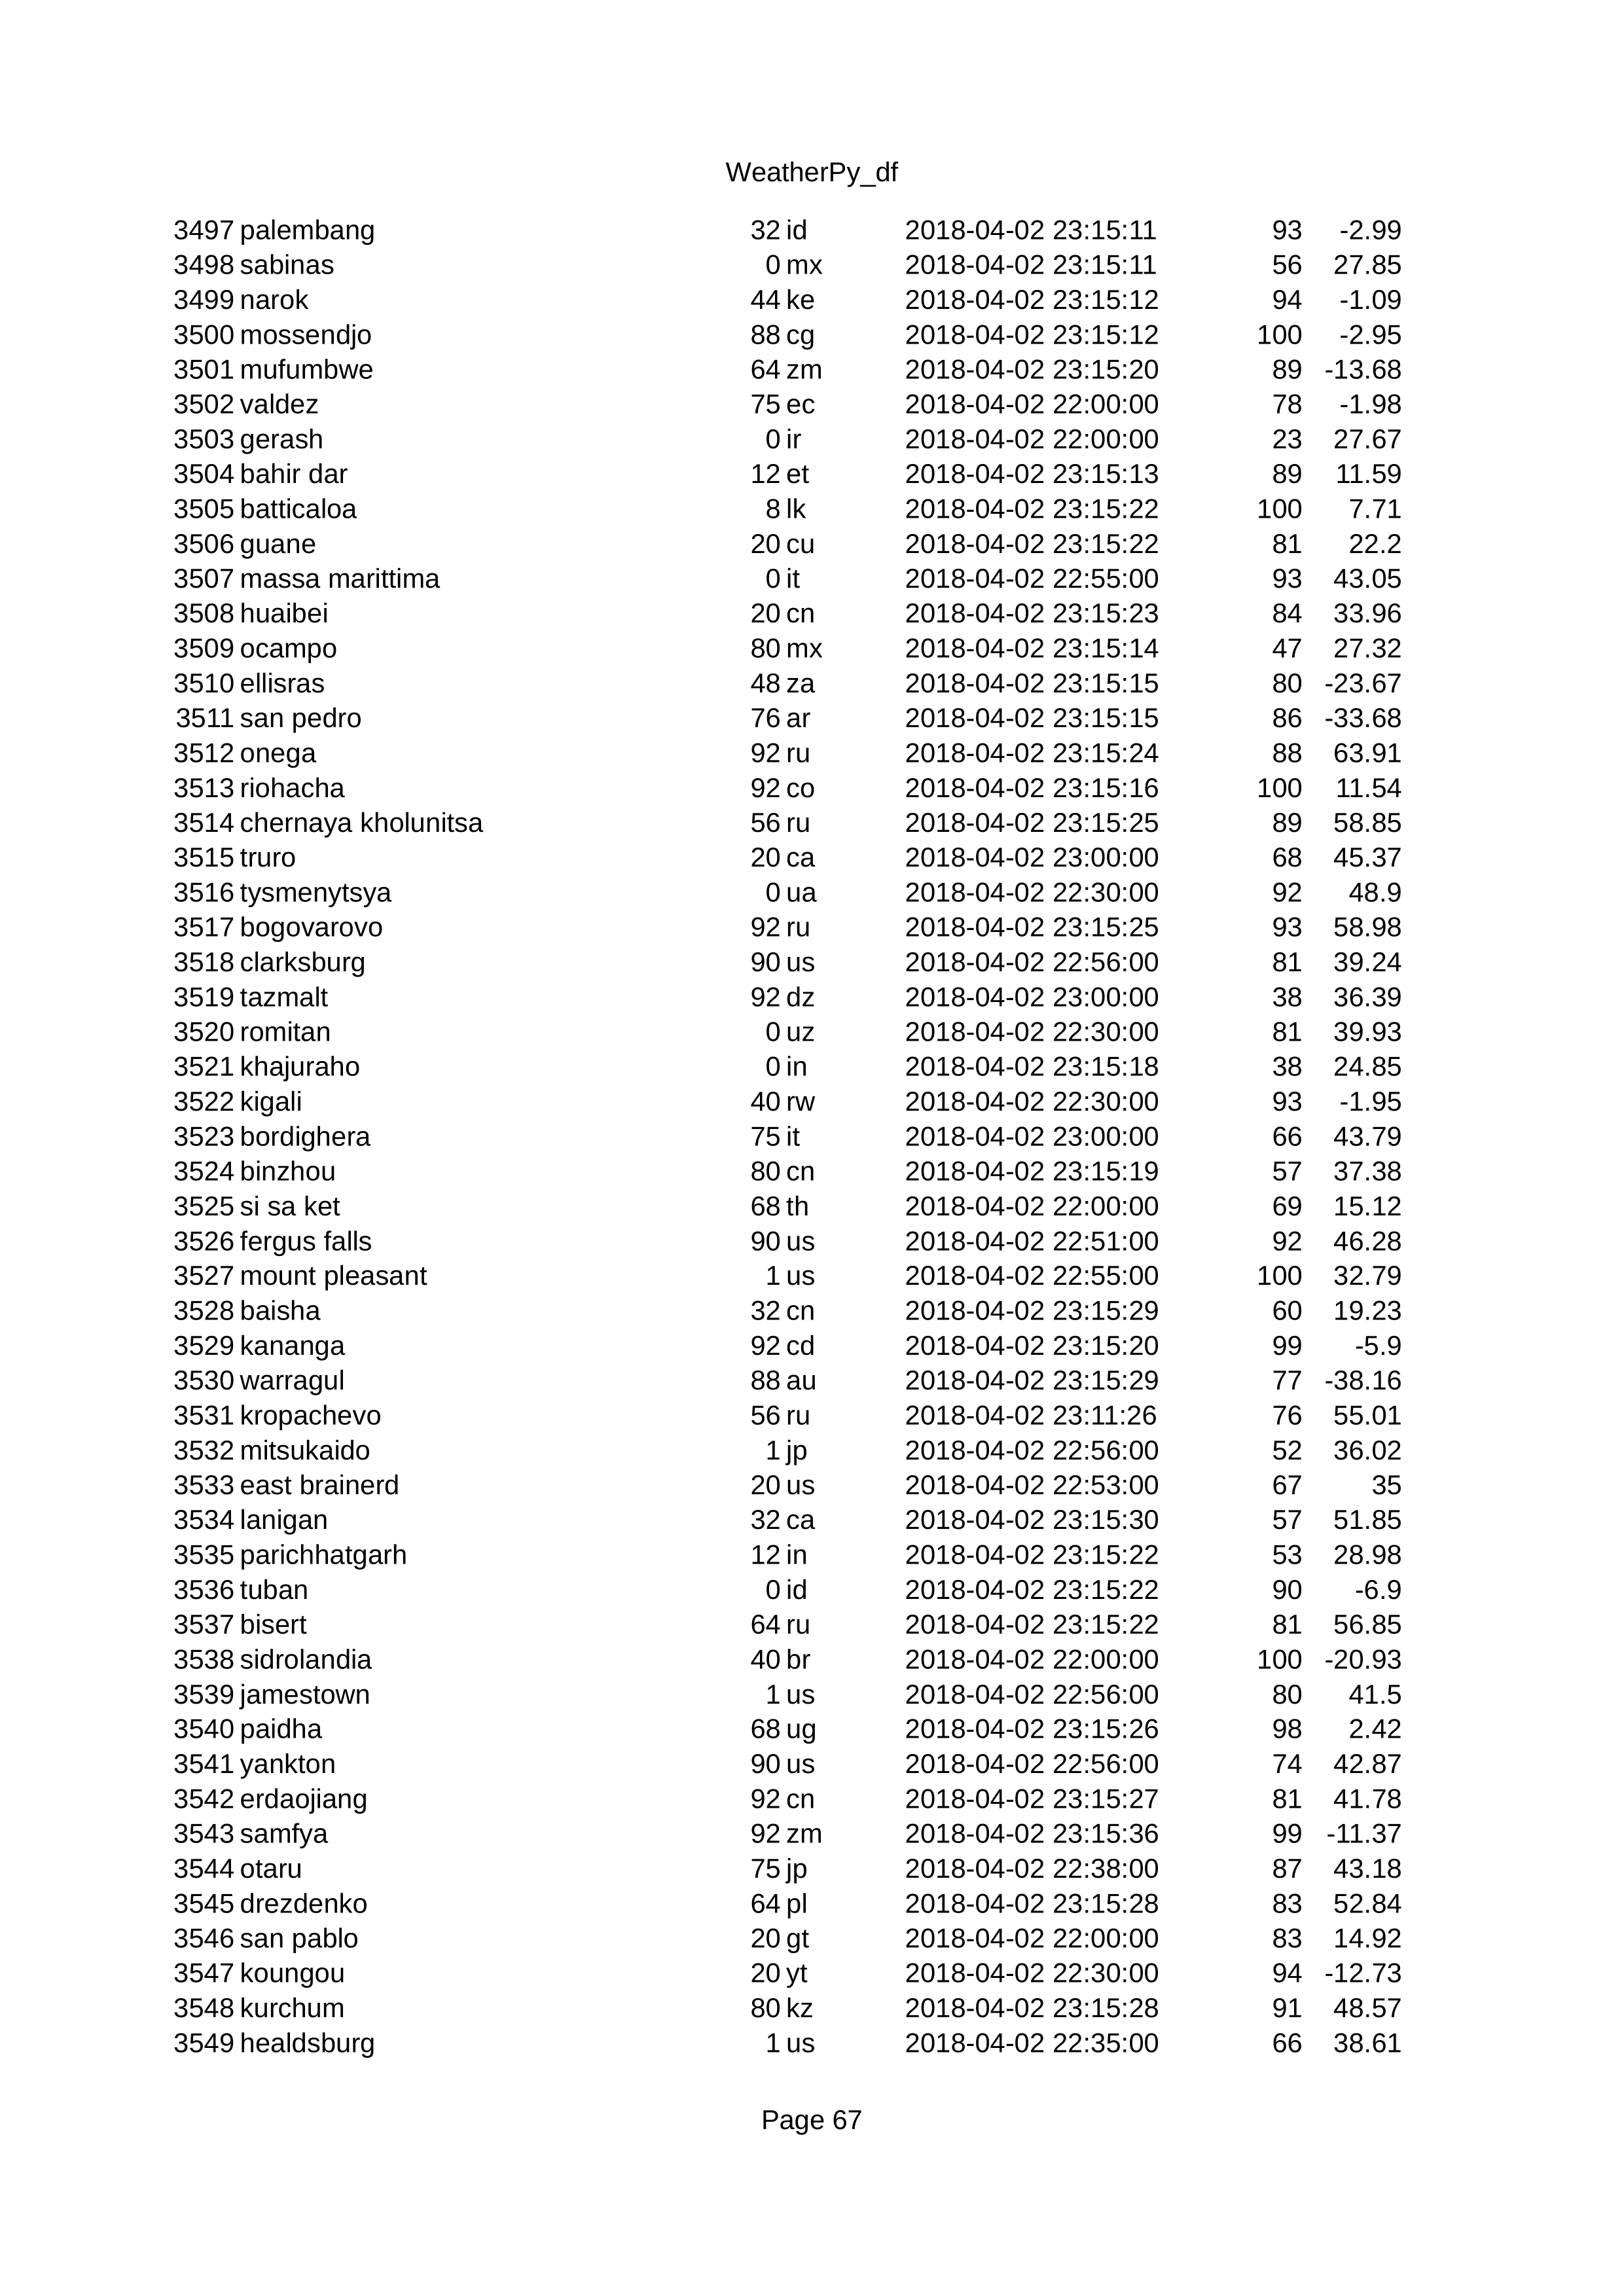 WeatherPy_df
3497 palembang 32 id 2018-04-02 23:15:11 93 -2.99
3498 sabinas 0 mx 2018-04-02 23:15:11 56 27.85
3499 narok 44 ke 2018-04-02 23:15:12 94 -1.09
3500 mossendjo 88 cg 2018-04-02 23:15:12 100 -2.95
3501 mufumbwe 64 zm 2018-04-02 23:15:20 89 -13.68
3502 valdez 75 ec 2018-04-02 22:00:00 78 -1.98
3503 gerash 0 ir 2018-04-02 22:00:00 23 27.67
3504 bahir dar 12 et 2018-04-02 23:15:13 89 11.59
3505 batticaloa 8 lk 2018-04-02 23:15:22 100 7.71
3506 guane 20 cu 2018-04-02 23:15:22 81 22.2
3507 massa marittima 0 it 2018-04-02 22:55:00 93 43.05
3508 huaibei 20 cn 2018-04-02 23:15:23 84 33.96
3509 ocampo 80 mx 2018-04-02 23:15:14 47 27.32
3510 ellisras 48 za 2018-04-02 23:15:15 80 -23.67
3511 san pedro 76 ar 2018-04-02 23:15:15 86 -33.68
3512 onega 92 ru 2018-04-02 23:15:24 88 63.91
3513 riohacha 92 co 2018-04-02 23:15:16 100 11.54
3514 chernaya kholunitsa 56 ru 2018-04-02 23:15:25 89 58.85
3515 truro 20 ca 2018-04-02 23:00:00 68 45.37
3516 tysmenytsya 0 ua 2018-04-02 22:30:00 92 48.9
3517 bogovarovo 92 ru 2018-04-02 23:15:25 93 58.98
3518 clarksburg 90 us 2018-04-02 22:56:00 81 39.24
3519 tazmalt 92 dz 2018-04-02 23:00:00 38 36.39
3520 romitan 0 uz 2018-04-02 22:30:00 81 39.93
3521 khajuraho 0 in 2018-04-02 23:15:18 38 24.85
3522 kigali 40 rw 2018-04-02 22:30:00 93 -1.95
3523 bordighera 75 it 2018-04-02 23:00:00 66 43.79
3524 binzhou 80 cn 2018-04-02 23:15:19 57 37.38
3525 si sa ket 68 th 2018-04-02 22:00:00 69 15.12
3526 fergus falls 90 us 2018-04-02 22:51:00 92 46.28
3527 mount pleasant 1 us 2018-04-02 22:55:00 100 32.79
3528 baisha 32 cn 2018-04-02 23:15:29 60 19.23
3529 kananga 92 cd 2018-04-02 23:15:20 99 -5.9
3530 warragul 88 au 2018-04-02 23:15:29 77 -38.16
3531 kropachevo 56 ru 2018-04-02 23:11:26 76 55.01
3532 mitsukaido 1 jp 2018-04-02 22:56:00 52 36.02
3533 east brainerd 20 us 2018-04-02 22:53:00 67 35
3534 lanigan 32 ca 2018-04-02 23:15:30 57 51.85
3535 parichhatgarh 12 in 2018-04-02 23:15:22 53 28.98
3536 tuban 0 id 2018-04-02 23:15:22 90 -6.9
3537 bisert 64 ru 2018-04-02 23:15:22 81 56.85
3538 sidrolandia 40 br 2018-04-02 22:00:00 100 -20.93
3539 jamestown 1 us 2018-04-02 22:56:00 80 41.5
3540 paidha 68 ug 2018-04-02 23:15:26 98 2.42
3541 yankton 90 us 2018-04-02 22:56:00 74 42.87
3542 erdaojiang 92 cn 2018-04-02 23:15:27 81 41.78
3543 samfya 92 zm 2018-04-02 23:15:36 99 -11.37
3544 otaru 75 jp 2018-04-02 22:38:00 87 43.18
3545 drezdenko 64 pl 2018-04-02 23:15:28 83 52.84
3546 san pablo 20 gt 2018-04-02 22:00:00 83 14.92
3547 koungou 20 yt 2018-04-02 22:30:00 94 -12.73
3548 kurchum 80 kz 2018-04-02 23:15:28 91 48.57
3549 healdsburg 1 us 2018-04-02 22:35:00 66 38.61
Page 67